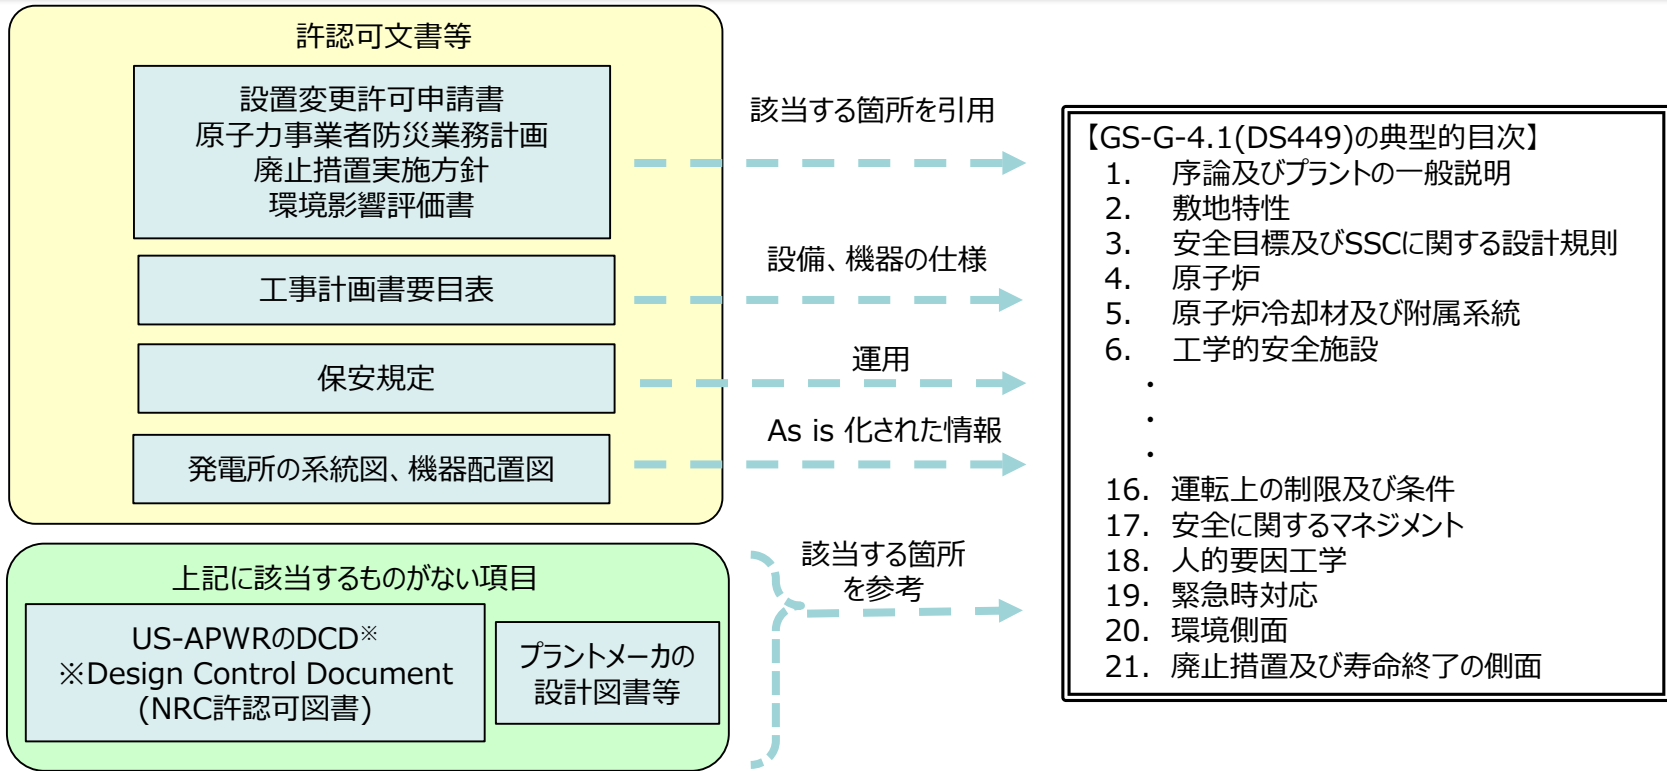 許認可文書等
設置変更許可申請書
原子力事業者防災業務計画
廃止措置実施方針
環境影響評価書
工事計画書要目表
保安規定
発電所の系統図、機器配置図
上記に該当するものがない項目
US-APWRのDCD※
※Design Control Document
(NRC許認可図書)
プラントメーカの
設計図書等
該当する箇所を引用
設備、機器の仕様
運用
As is 化された情報
該当する箇所
を参考
【GS-G-4.1(DS449)の典型的目次】
1. 序論及びプラントの一般説明
2. 敷地特性
3. 安全目標及びSSCに関する設計規則
4. 原子炉
5. 原子炉冷却材及び附属系統
6. 工学的安全施設
・
・
・
16. 運転上の制限及び条件
17. 安全に関するマネジメント
18. 人的要因工学
19. 緊急時対応
20. 環境側面
21. 廃止措置及び寿命終了の側面